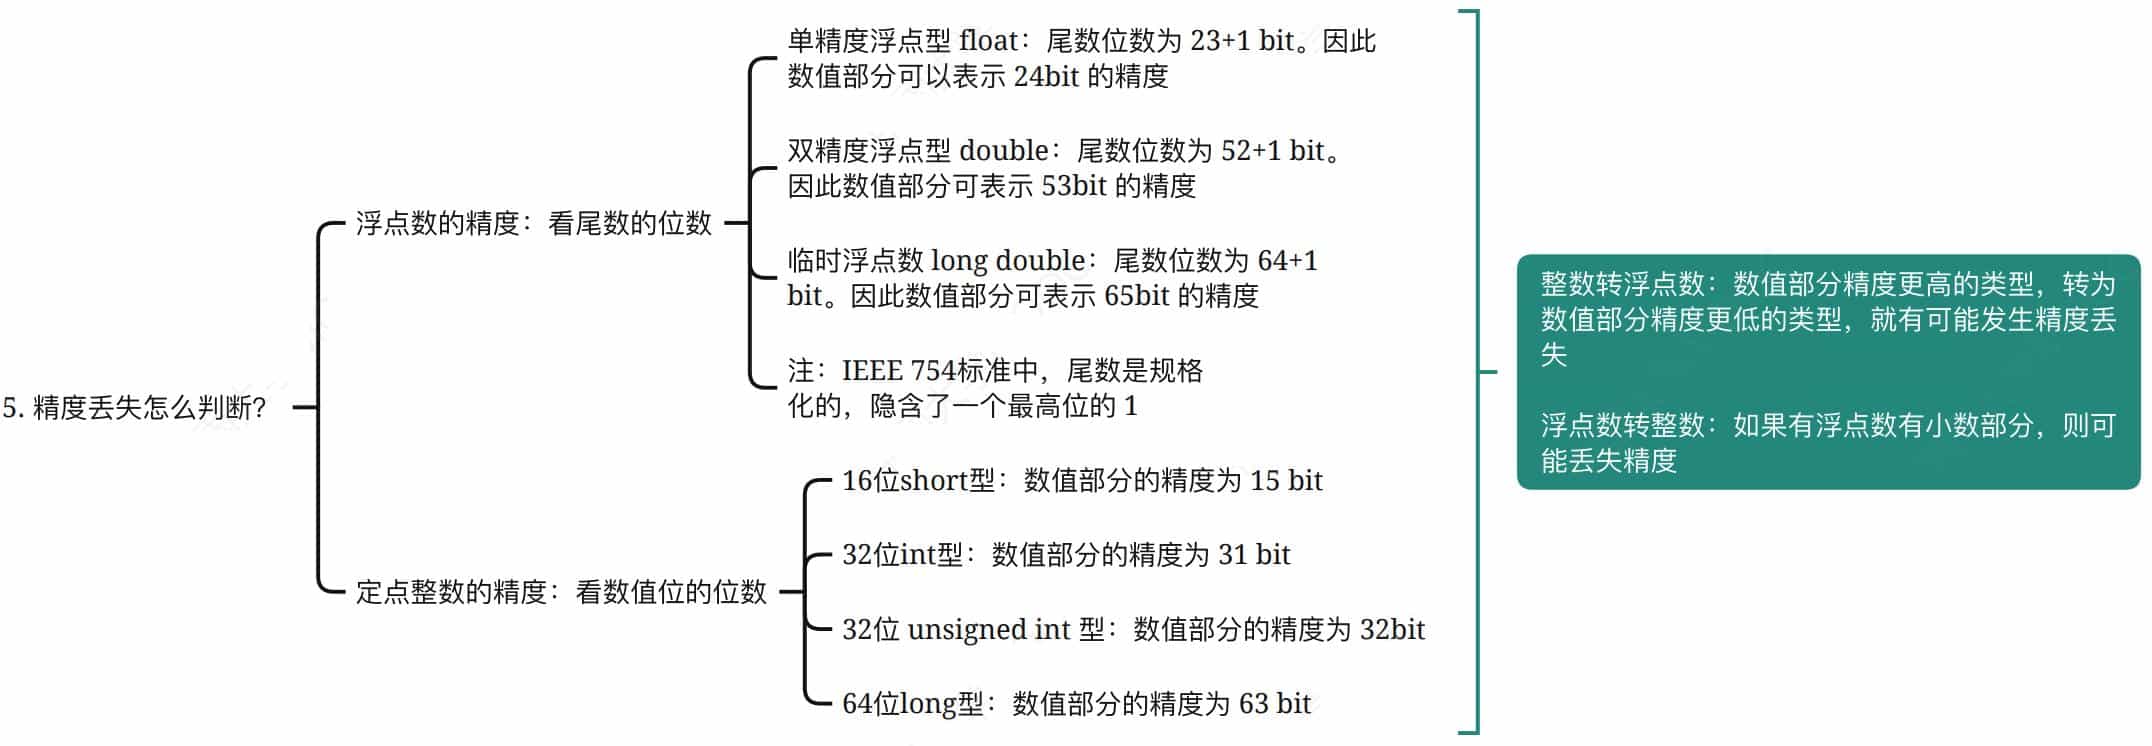 5. 精度丢失怎么判断？
浮点数的精度：看尾数的位数
单精度浮点型 float：尾数位数为 23+1 bit。因此
数值部分可以表示 24bit 的精度
双精度浮点型 double：尾数位数为 52+1 bit。
因此数值部分可表示 53bit 的精度
临时浮点数 long double：尾数位数为 64+1
bit。因此数值部分可表示 65bit 的精度
注：IEEE 754标准中，尾数是规格
化的，隐含了一个最高位的 1
定点整数的精度：看数值位的位数
16位short型：数值部分的精度为 15 bit
32位int型：数值部分的精度为 31 bit
32位 unsigned int 型：数值部分的精度为 32bit
64位long型：数值部分的精度为 63 bit
整数转浮点数：数值部分精度更高的类型，转为
数值部分精度更低的类型，就有可能发生精度丢
失
浮点数转整数：如果有浮点数有小数部分，则可
能丢失精度